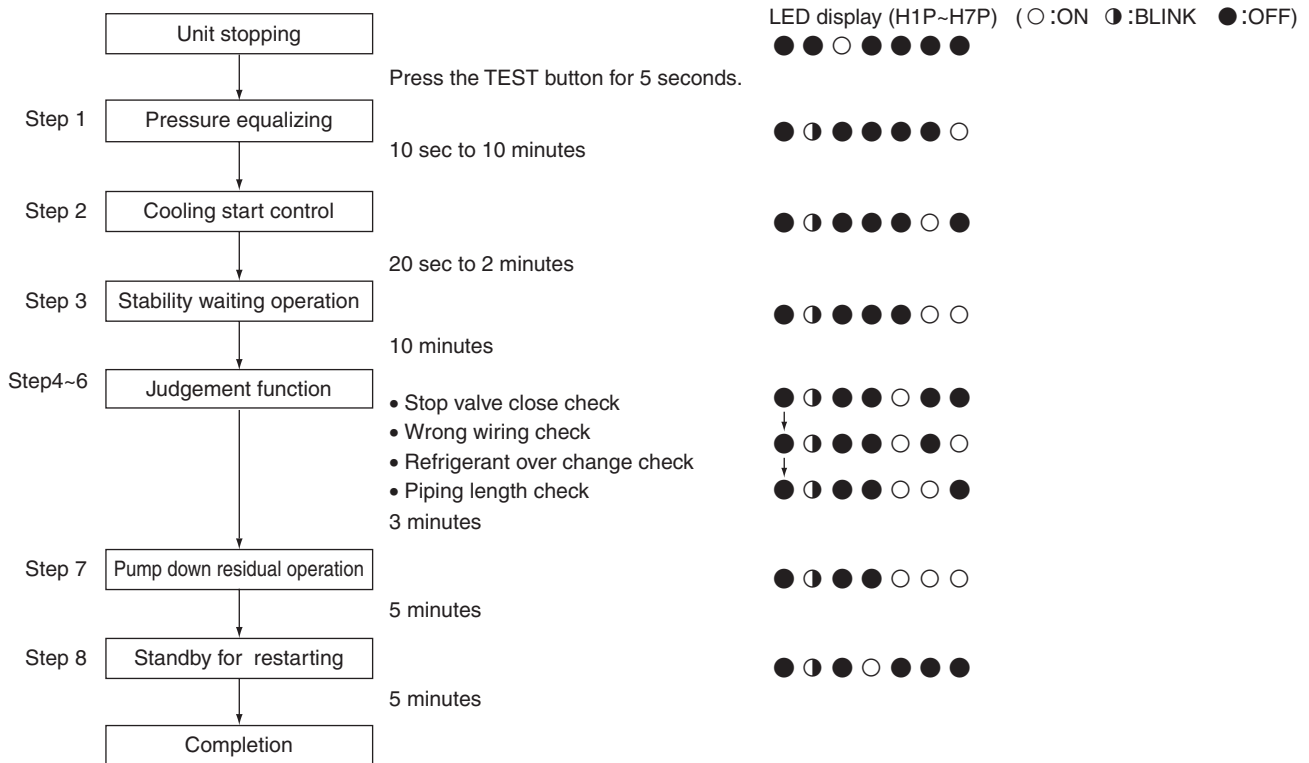 LED display (H1P~H7P) ( ○ :ON ◑ :BLINK ● :OFF)
Unit stopping
● ● ○ ● ● ● ●
Press the TEST button for 5 seconds.
Step 1
Pressure equalizing
● ◑ ● ● ● ● ○
10 sec to 10 minutes
Step 2
Cooling start control
● ◑ ● ● ● ○ ●
20 sec to 2 minutes
Step 3
Stability waiting operation
● ◑ ● ● ● ○ ○
10 minutes
Step4~6
Judgement function
• Stop valve close check
● ◑ ● ● ○ ● ●
• Wrong wiring check
● ◑ ● ● ○ ● ○
• Refrigerant over change check
• Piping length check
● ◑ ● ● ○ ○ ●
3 minutes
Step 7
Pump down residual operation
● ◑ ● ● ○ ○ ○
5 minutes
Step 8
Standby for restarting
● ◑ ● ○ ● ● ●
5 minutes
Completion